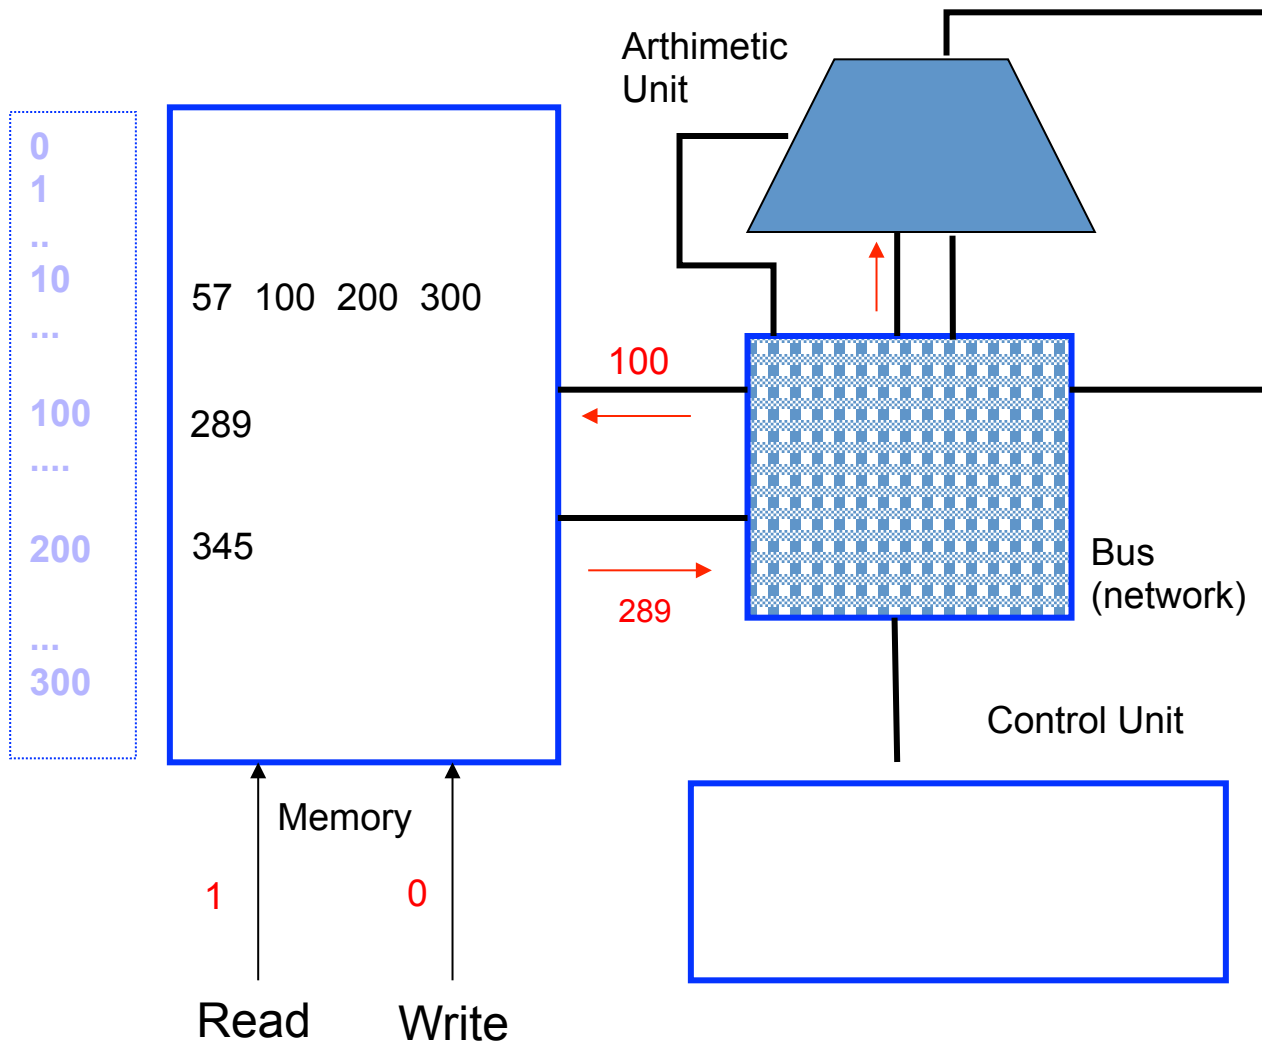 Arthimetic
Unit
0
1
..
10
...
100
....
200
...
300
57 100 200 300
289
345
100
289
Bus
(network)
Control Unit
Memory
1
0
Read
Write